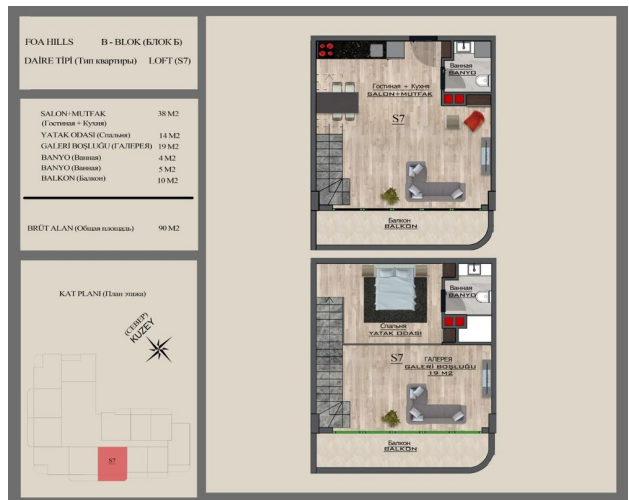 FOA HILLS B - BLOK (БЛОК Б)
DAİRE TİPİ (Тип квартиры) LOFT (S7)
SALON+MUTFAK 38 M2
(Гостиная + Кухня)
YATAK ODASI (Спальня) 14 M2
GALERİ BOŞLUĞU (ГАЛЕРЕЯ) 19 M2
BANYO (Ванная) 4 M2
BANYO (Ванная) 5 M2
BALKON (Балкон) 10 M2
BRÜT ALAN (Общая площадь) 90 M2
KAT PLANI (План этажа)
(СЕВЕР)
KUZEY
S7
Ванная
BANYO
Гостиная + Кухня
SALON+MUTFAK
S7
Балкон
BALKON
Ванная
BANYO
Спальня
YATAK ODASI
S7 ГАЛЕРЕЯ
GALERİ BOŞLUĞU
19 M2
Балкон
BALKON